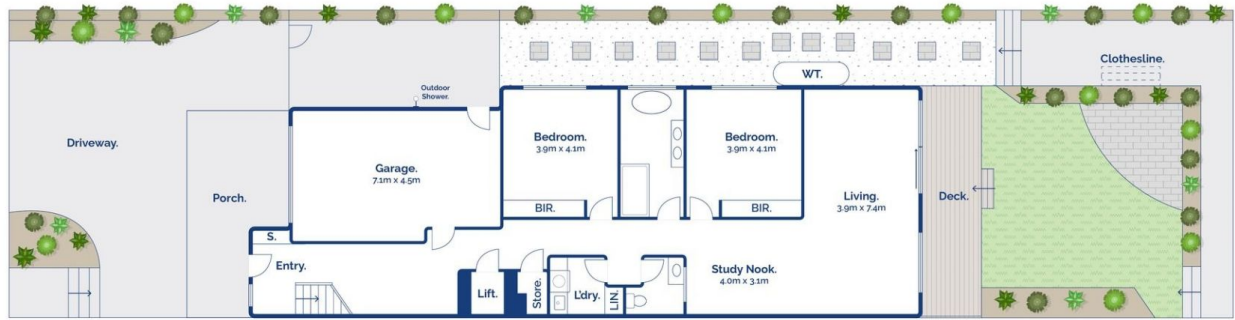 Driveway.
Porch.
Outdoor
Shower.
Garage.
7.1m x 4.5m
S.
Entry.
Lift.
Store.
L'dry.
LIN.
Bedroom.
3.9m x 4.1m
BIR.
Bedroom.
3.9m x 4.1m
BIR.
WT.
Living.
3.9m x 7.4m
Study Nook.
4.0m x 3.1m
Deck.
Clothesline.